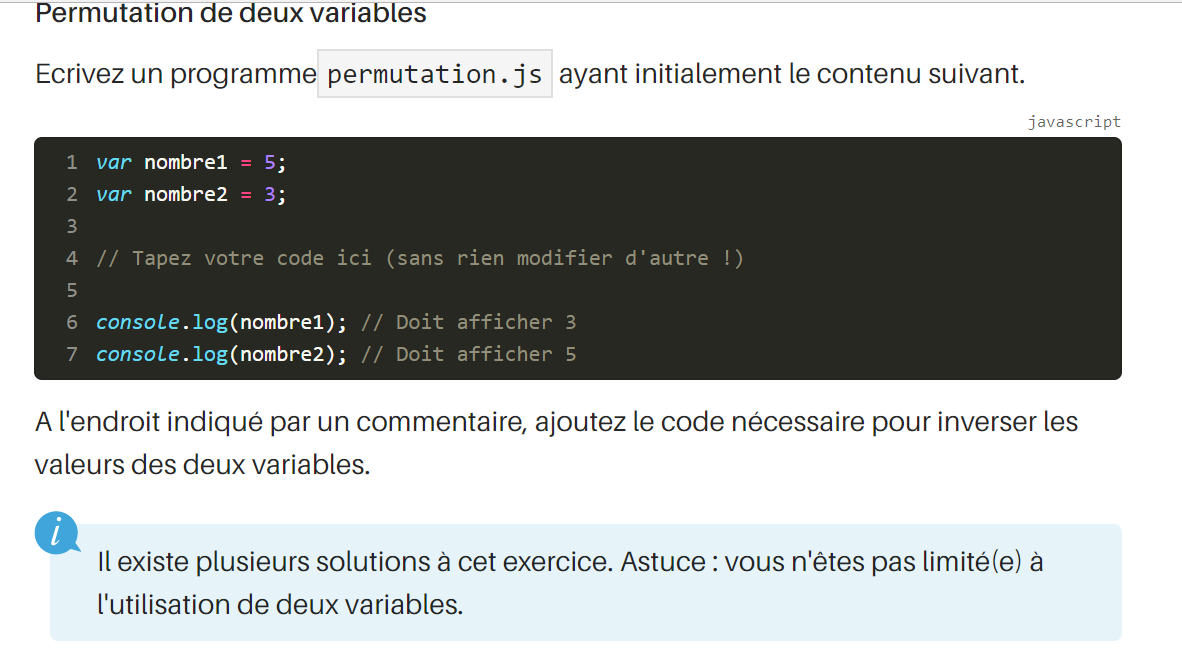 Permutation de deux variables
Ecrivez un programme permutation.js ayant initialement le contenu suivant.
javascript
1 var nombre1 = 5;
2 var nombre2 = 3;
3
4 // Tapez votre code ici (sans rien modifier d'autre !)
5
6 console.log(nombre1); // Doit afficher 3
7 console.log(nombre2); // Doit afficher 5
A l'endroit indiqué par un commentaire, ajoutez le code nécessaire pour inverser les
valeurs des deux variables.
i
Il existe plusieurs solutions à cet exercice. Astuce : vous n'êtes pas limité(e) à
l'utilisation de deux variables.